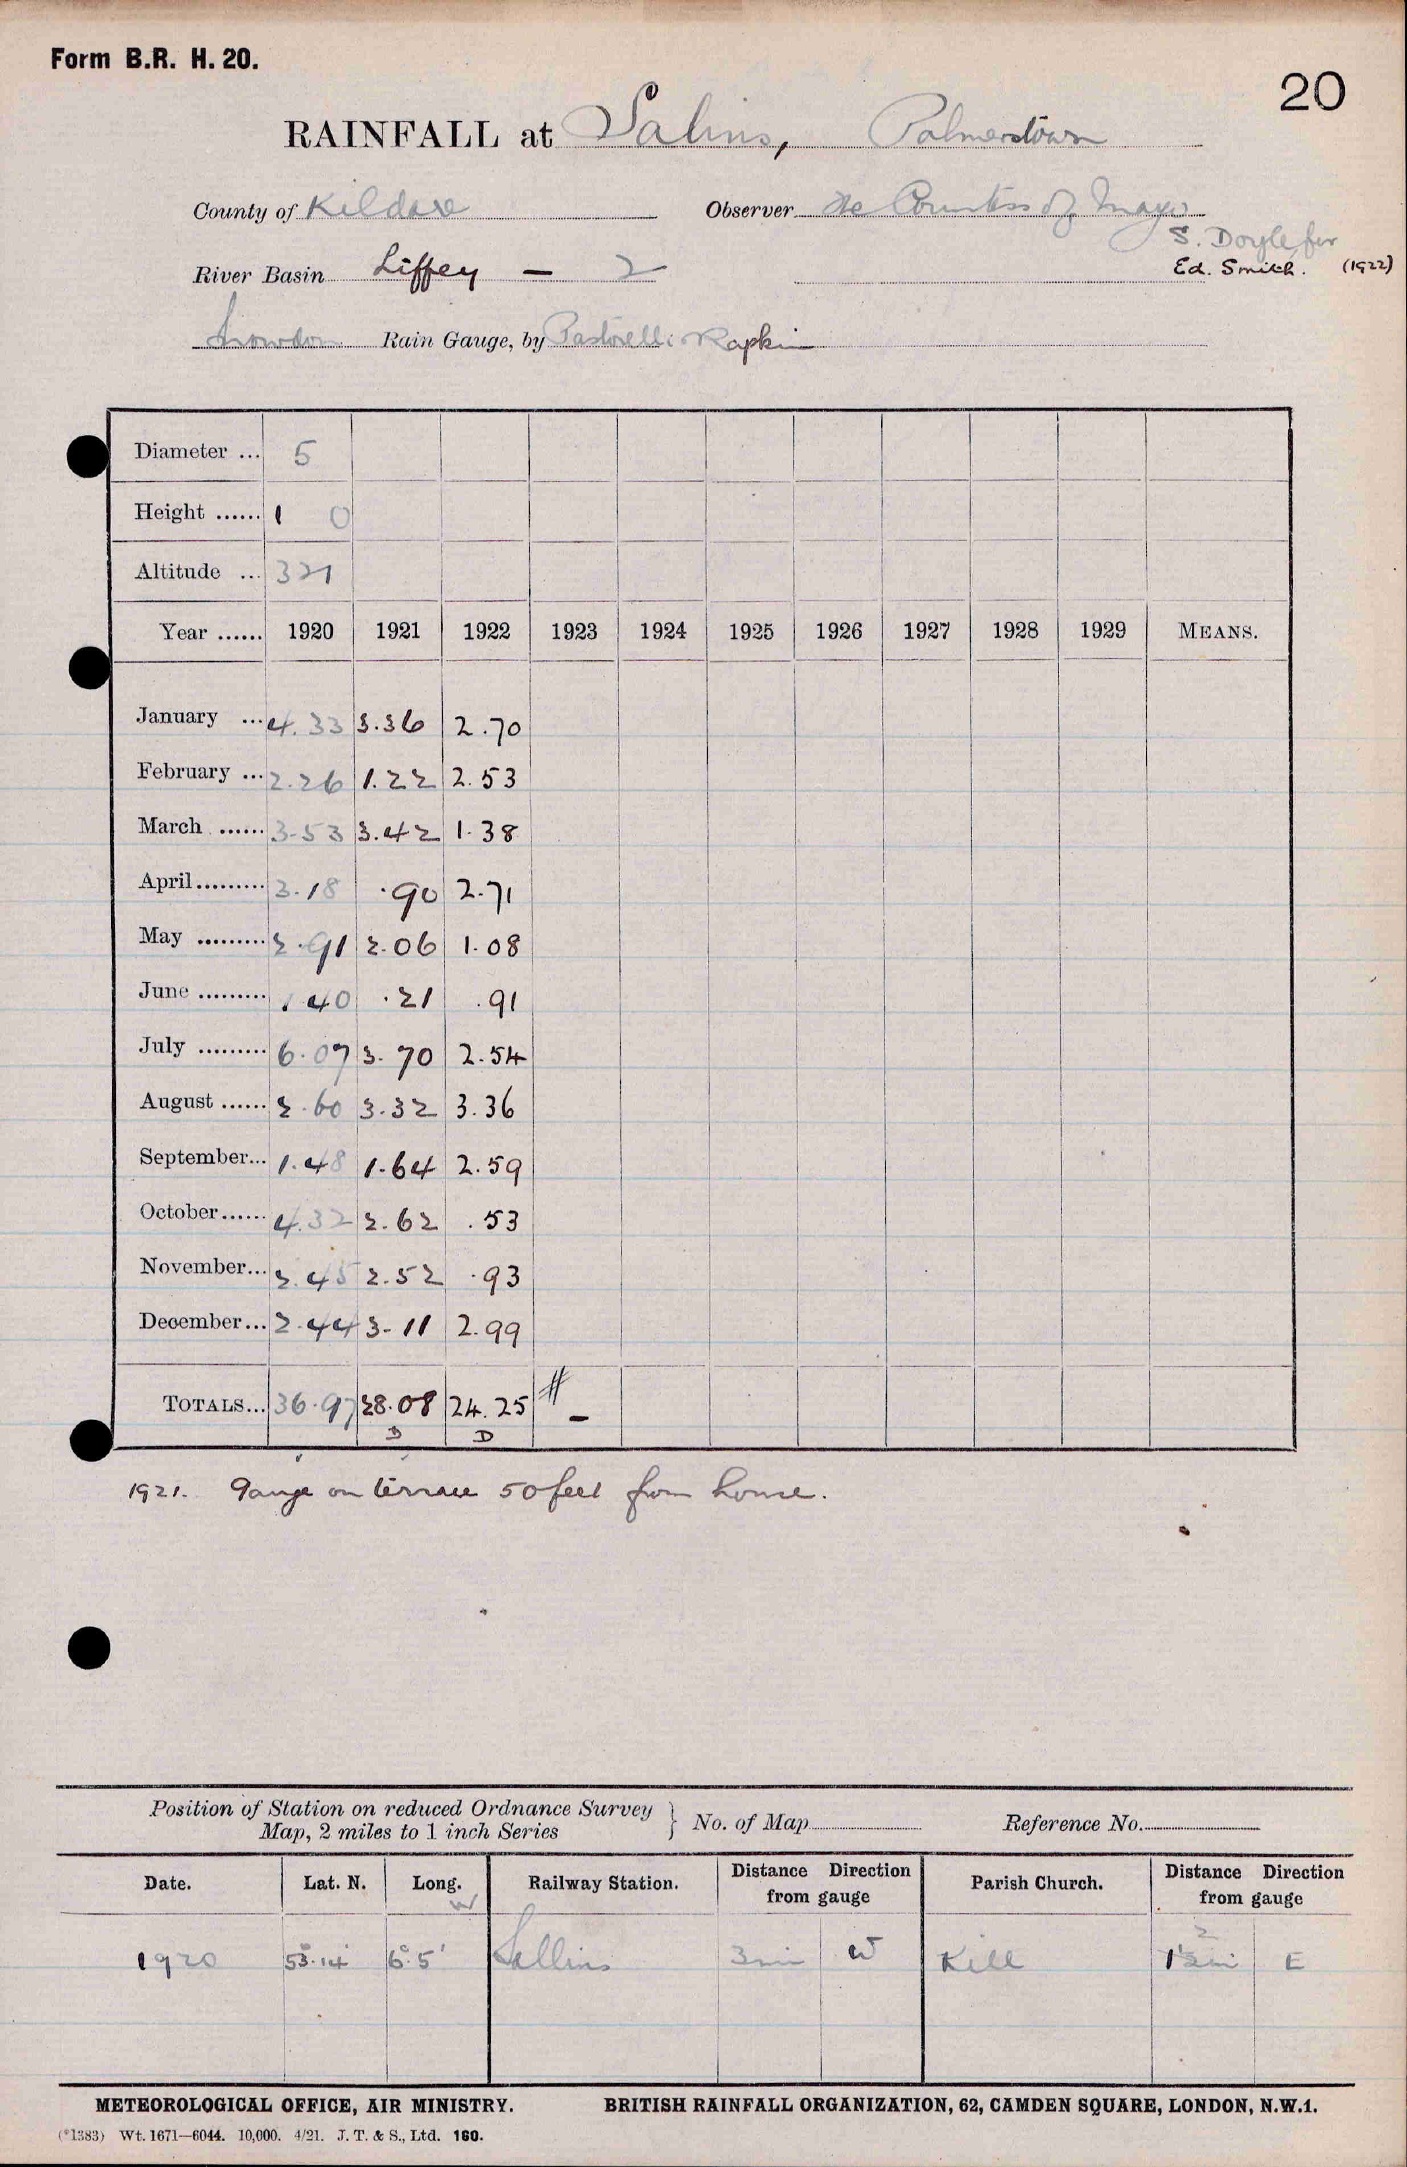 Form B.R. H. 20.
20
RAINFALL at Salins, Palmerstown
County of Kildare Observer The Countess of Mayo
S. Doyle for
River Basin Liffey — 2 Ed. Smith. (1922)
Snowdon Rain Gauge, by Pastorelli & Rapkin
Diameter ... 5
Height ...... 1 0
Altitude ... 321
Year ...... 1920 1921 1922 1923 1924 1925 1926 1927 1928 1929 MEANS.
January ... 4.33 3.36 2.70
February ... 2.26 1.22 2.53
March ...... 3.53 3.42 1.38
April ......... 3.18 .90 2.71
May ......... 2.91 2.06 1.08
June ......... 1.40 .21 .91
July ......... 6.07 3.70 2.54
August ...... 2.60 3.32 3.36
September... 1.48 1.64 2.59
October...... 4.32 2.62 .53
November... 2.45 2.52 .93
December... 2.44 3.11 2.99
TOTALS... 36.97 28.08 24.25 # –
D D
1921. Gauge on terrace 50 feet from house.
Position of Station on reduced Ordnance Survey
Map, 2 miles to 1 inch Series } No. of Map Reference No.
Date. Lat. N. Long. W Railway Station. Distance Direction from gauge Parish Church. Distance Direction from gauge
1920 53°.14' 6°.5' Sallins 3 mi W Kill 1½ mi E
METEOROLOGICAL OFFICE, AIR MINISTRY. BRITISH RAINFALL ORGANIZATION, 62, CAMDEN SQUARE, LONDON, N.W.1.
(*1383) Wt. 1671—6044. 10,000. 4/21. J. T. & S., Ltd. 160.